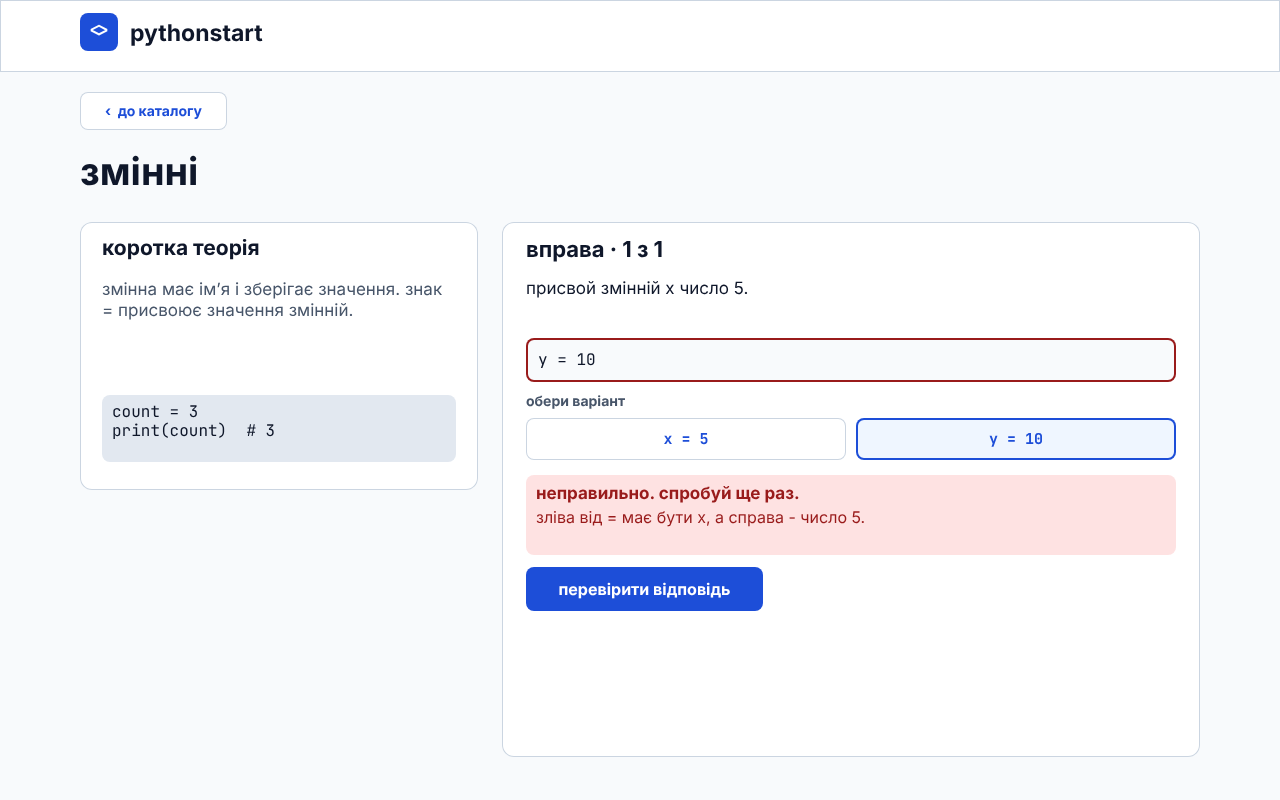 pythonstart
‹ до каталогу
змінні
коротка теорія
змінна має ім’я і зберігає значення. знак
= присвоює значення змінній.
count = 3
print(count)  # 3
вправа · 1 з 1
присвой змінній x число 5.
y = 10
обери варіант
x = 5
y = 10
неправильно. спробуй ще раз.
зліва від = має бути x, а справа - число 5.
перевірити відповідь